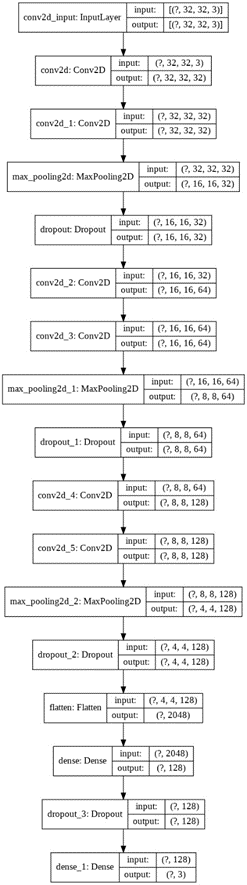 conv2d_input: InputLayer input: [(?, 32, 32, 3)]
output: [(?, 32, 32, 3)]
conv2d: Conv2D input: (?, 32, 32, 3)
output: (?, 32, 32, 32)
conv2d_1: Conv2D input: (?, 32, 32, 32)
output: (?, 32, 32, 32)
max_pooling2d: MaxPooling2D input: (?, 32, 32, 32)
output: (?, 16, 16, 32)
dropout: Dropout input: (?, 16, 16, 32)
output: (?, 16, 16, 32)
conv2d_2: Conv2D input: (?, 16, 16, 32)
output: (?, 16, 16, 64)
conv2d_3: Conv2D input: (?, 16, 16, 64)
output: (?, 16, 16, 64)
max_pooling2d_1: MaxPooling2D input: (?, 16, 16, 64)
output: (?, 8, 8, 64)
dropout_1: Dropout input: (?, 8, 8, 64)
output: (?, 8, 8, 64)
conv2d_4: Conv2D input: (?, 8, 8, 64)
output: (?, 8, 8, 128)
conv2d_5: Conv2D input: (?, 8, 8, 128)
output: (?, 8, 8, 128)
max_pooling2d_2: MaxPooling2D input: (?, 8, 8, 128)
output: (?, 4, 4, 128)
dropout_2: Dropout input: (?, 4, 4, 128)
output: (?, 4, 4, 128)
flatten: Flatten input: (?, 4, 4, 128)
output: (?, 2048)
dense: Dense input: (?, 2048)
output: (?, 128)
dropout_3: Dropout input: (?, 128)
output: (?, 128)
dense_1: Dense input: (?, 128)
output: (?, 3)